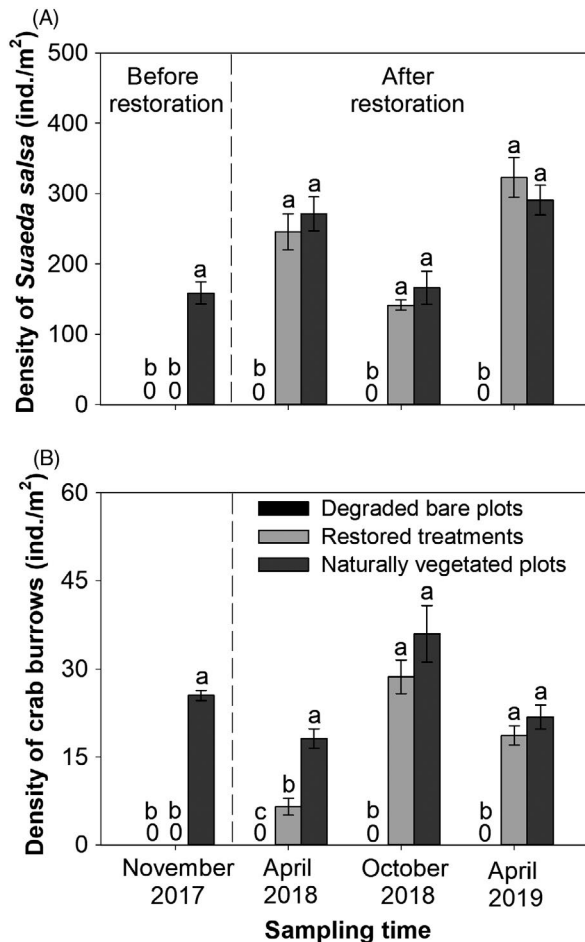 (A)
Density of Suaeda salsa (ind./m²)
500
400
300
200
100
0
Before
restoration
After
restoration
b b a
0 0
b a a
0
b a a
0
b a a
0
(B)
Density of crab burrows (ind./m²)
60
45
30
15
0
Degraded bare plots
Restored treatments
Naturally vegetated plots
b b a
0 0
c b a
0
b a a
0
b a a
0
November
2017
April
2018
October
2018
April
2019
Sampling time